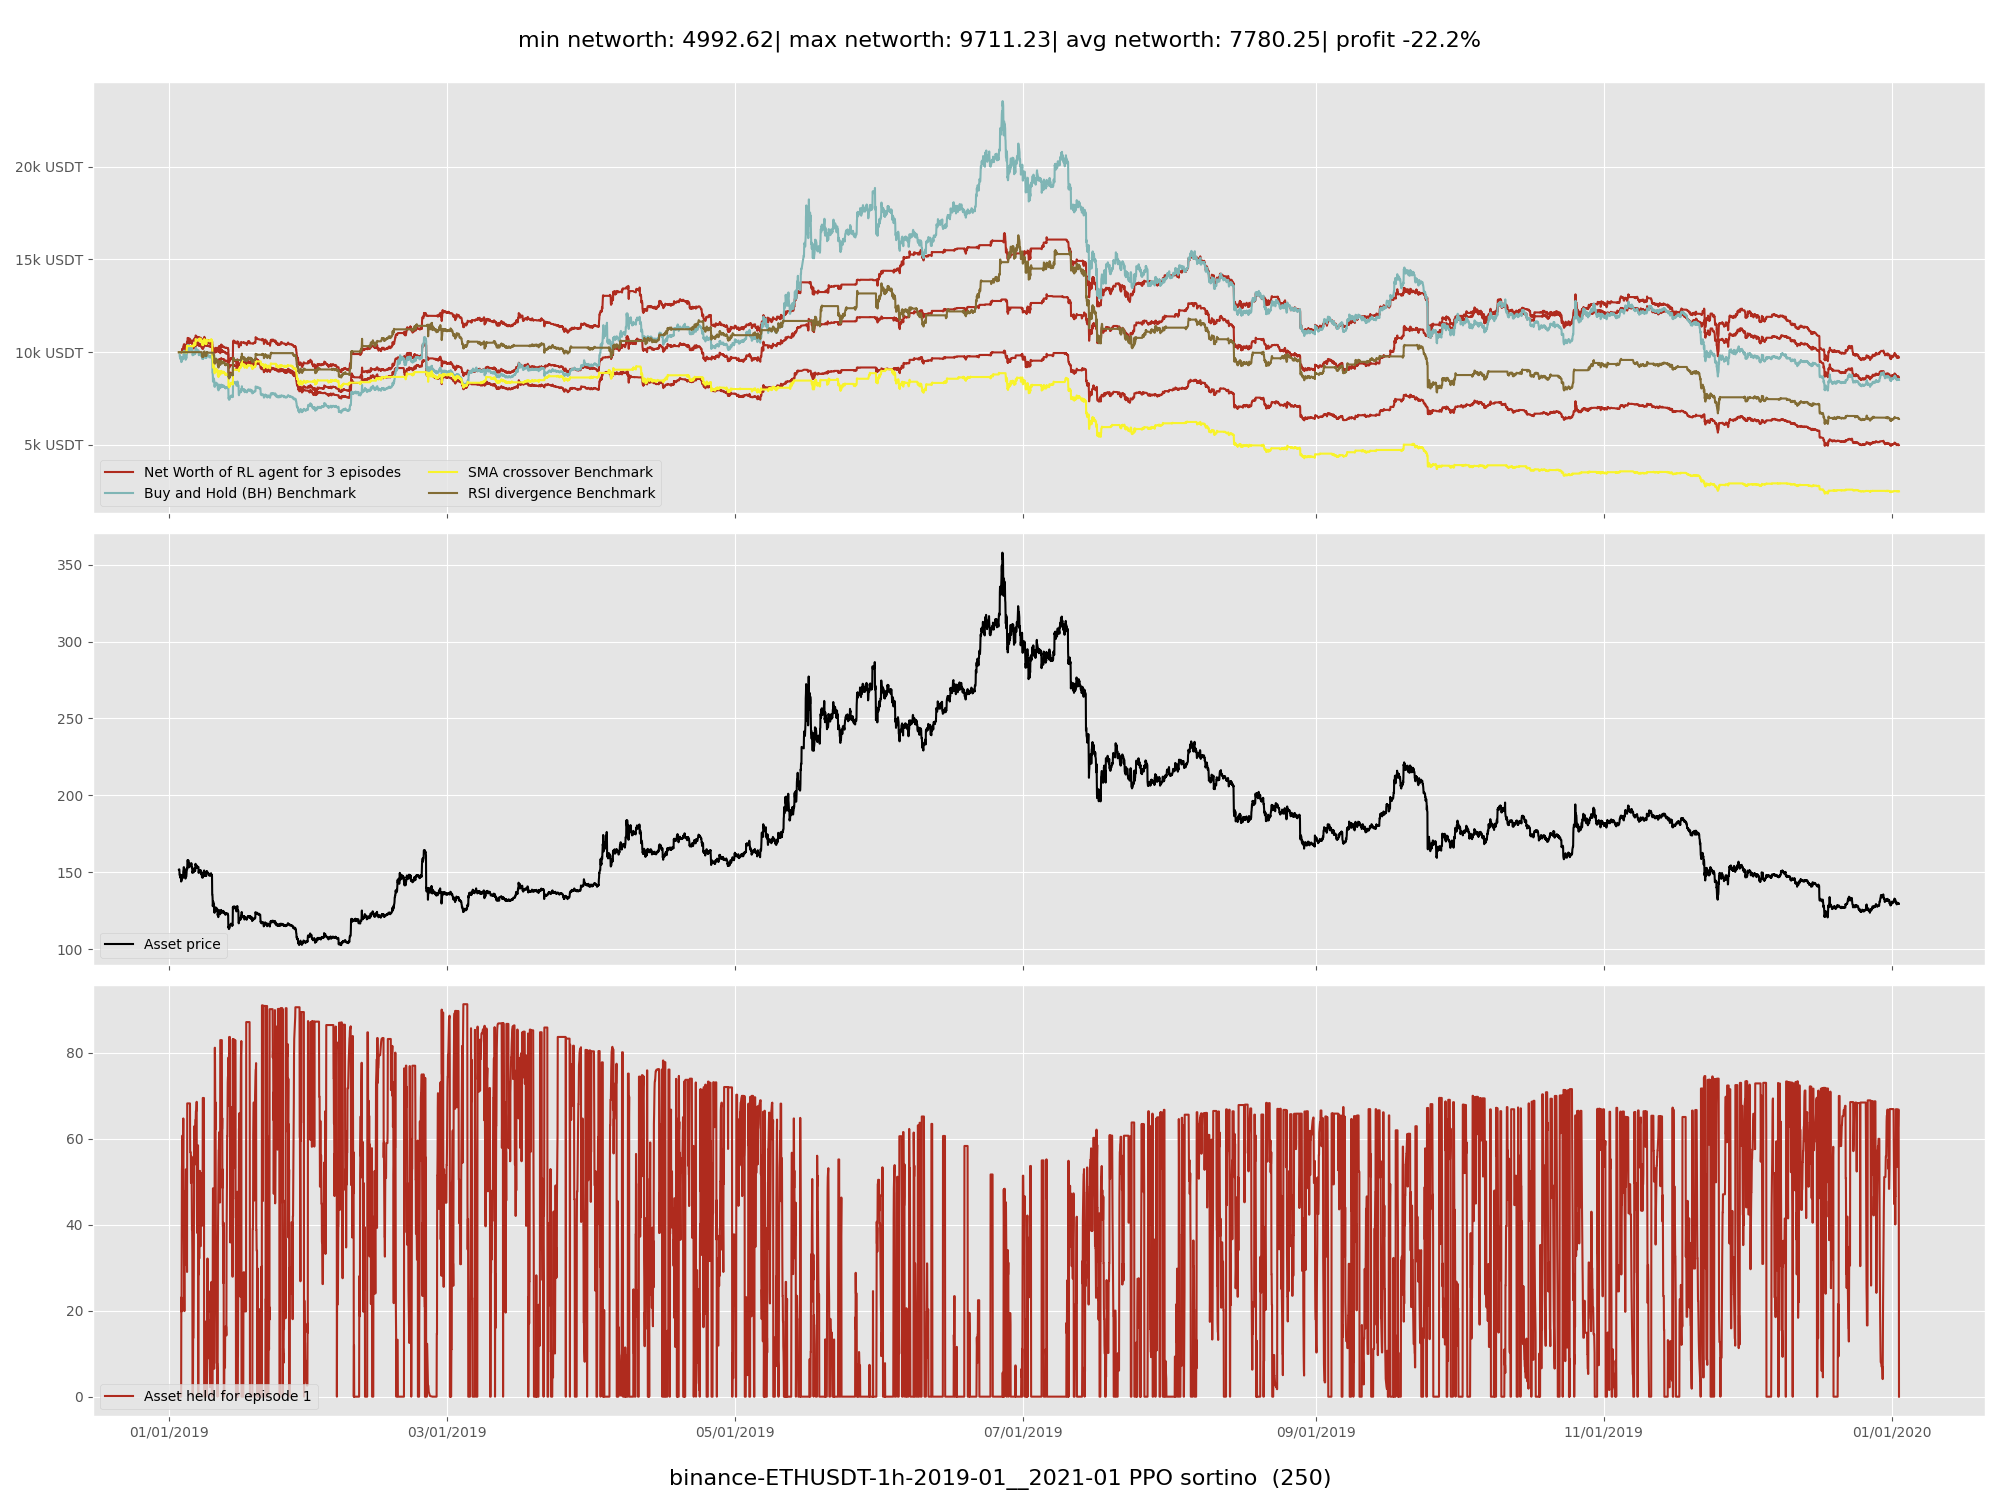 min networth: 4992.62| max networth: 9711.23| avg networth: 7780.25| profit -22.2%
20k USDT
15k USDT
10k USDT
5k USDT
Net Worth of RL agent for 3 episodes
Buy and Hold (BH) Benchmark
SMA crossover Benchmark
RSI divergence Benchmark
350
300
250
200
150
100
Asset price
80
60
40
20
0
Asset held for episode 1
01/01/2019 03/01/2019 05/01/2019 07/01/2019 09/01/2019 11/01/2019 01/01/2020
binance-ETHUSDT-1h-2019-01__2021-01 PPO sortino (250)